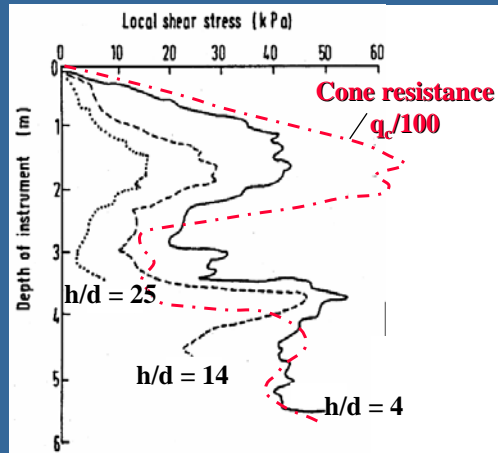 Local shear stress (kPa)
0 10 20 30 40 50 60
Depth of instrument (m)
0
1
2
3
4
5
6
Cone resistance
qc/100
h/d = 25
h/d = 14
h/d = 4